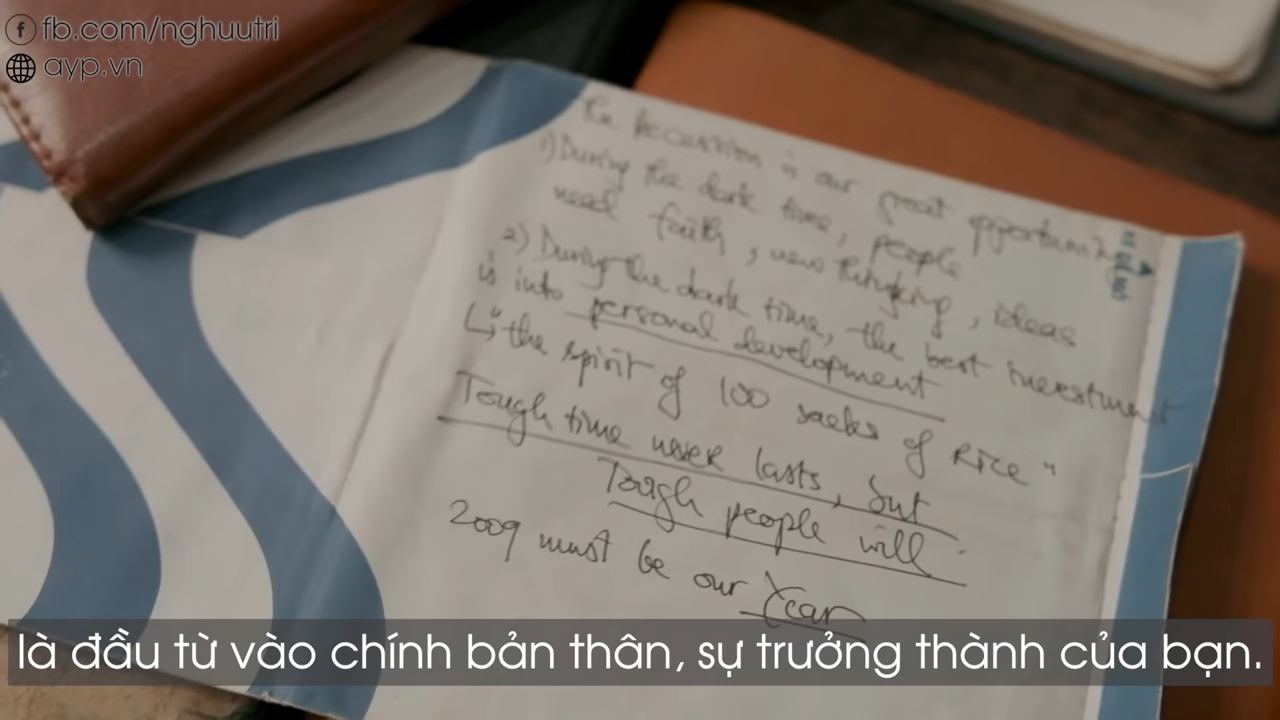 fb.com/nghuutri
ayp.vn
The Recession is our great opportunity
1) During the dark time, people
need faith, new thinking, ideas
2) During the dark time, the best investment
is into personal development
↳ "the spirit of 100 sacks of Rice"
Tough time never lasts, but
Tough people will
2009 must be our Year
là đầu từ vào chính bản thân, sự trưởng thành của bạn.